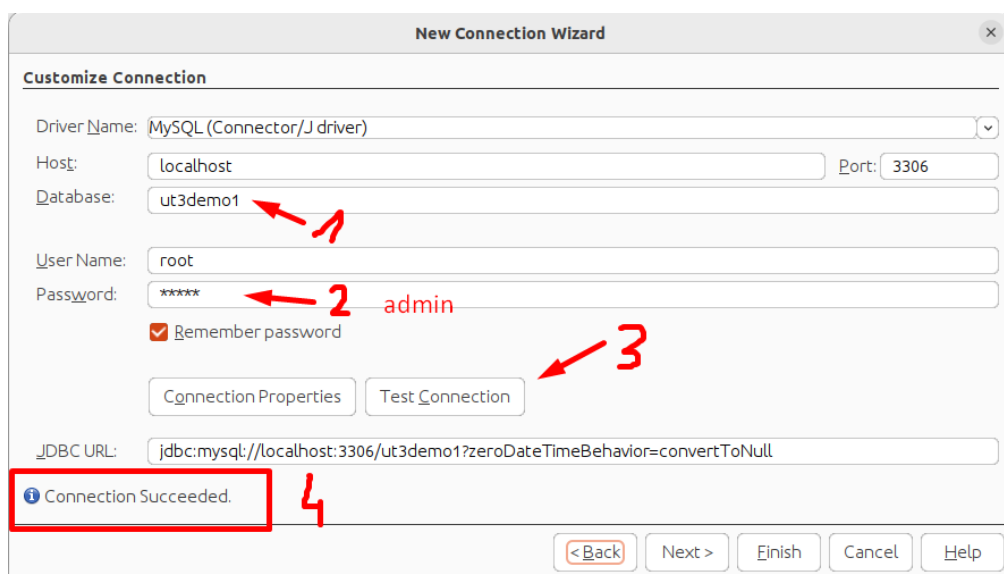 New Connection Wizard
Customize Connection
Driver Name: MySQL (Connector/J driver)
Host: localhost Port: 3306
Database: ut3demo1
1
User Name: root
Password: *****
2 admin
Remember password
3
Connection Properties Test Connection
JDBC URL: jdbc:mysql://localhost:3306/ut3demo1?zeroDateTimeBehavior=convertToNull
Connection Succeeded. 4
< Back Next > Finish Cancel Help